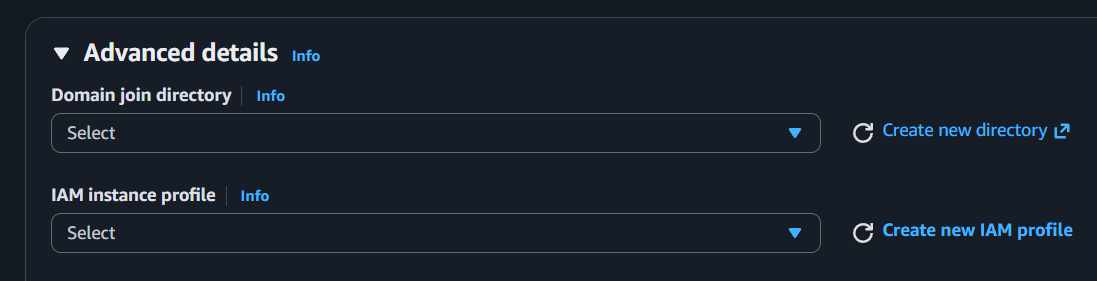 Advanced details Info
Domain join directory Info
Select
Create new directory
IAM instance profile Info
Select
Create new IAM profile